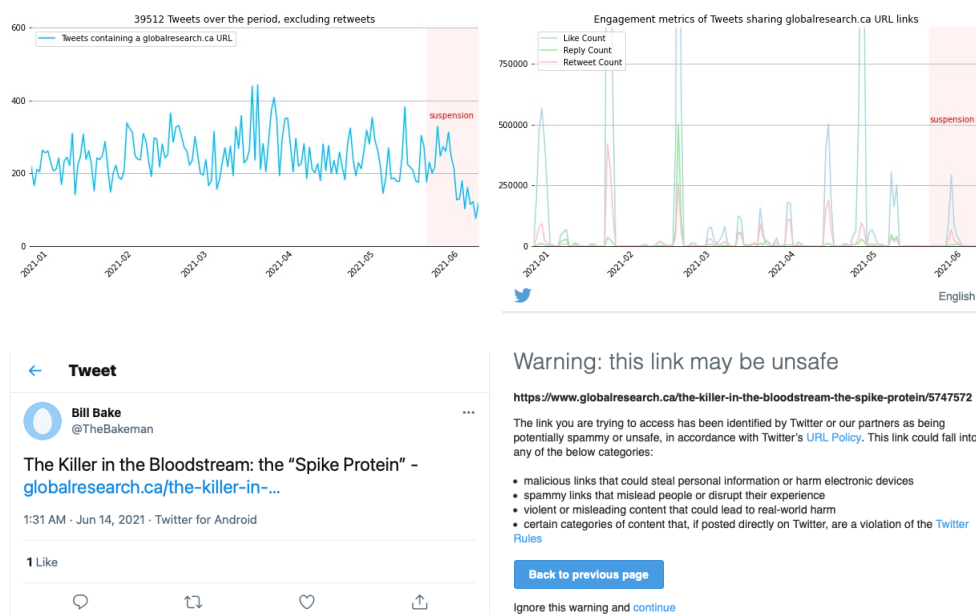 39512 Tweets over the period, excluding retweets
600
Tweets containing a globalresearch.ca URL
400
suspension
200
0
2021-01
2021-02
2021-03
2021-04
2021-05
2021-06
Engagement metrics of Tweets sharing globalresearch.ca URL links
Like Count
Reply Count
Retweet Count
750000
500000
suspension
250000
0
2021-01
2021-02
2021-03
2021-04
2021-05
2021-06
English
Tweet
Bill Bake
@TheBakeman
The Killer in the Bloodstream: the “Spike Protein” -
globalresearch.ca/the-killer-in-...
1:31 AM · Jun 14, 2021 · Twitter for Android
1 Like
Warning: this link may be unsafe
https://www.globalresearch.ca/the-killer-in-the-bloodstream-the-spike-protein/5747572
The link you are trying to access has been identified by Twitter or our partners as being
potentially spammy or unsafe, in accordance with Twitter's URL Policy. This link could fall into
any of the below categories:
• malicious links that could steal personal information or harm electronic devices
• spammy links that mislead people or disrupt their experience
• violent or misleading content that could lead to real-world harm
• certain categories of content that, if posted directly on Twitter, are a violation of the Twitter
Rules
Back to previous page
Ignore this warning and continue